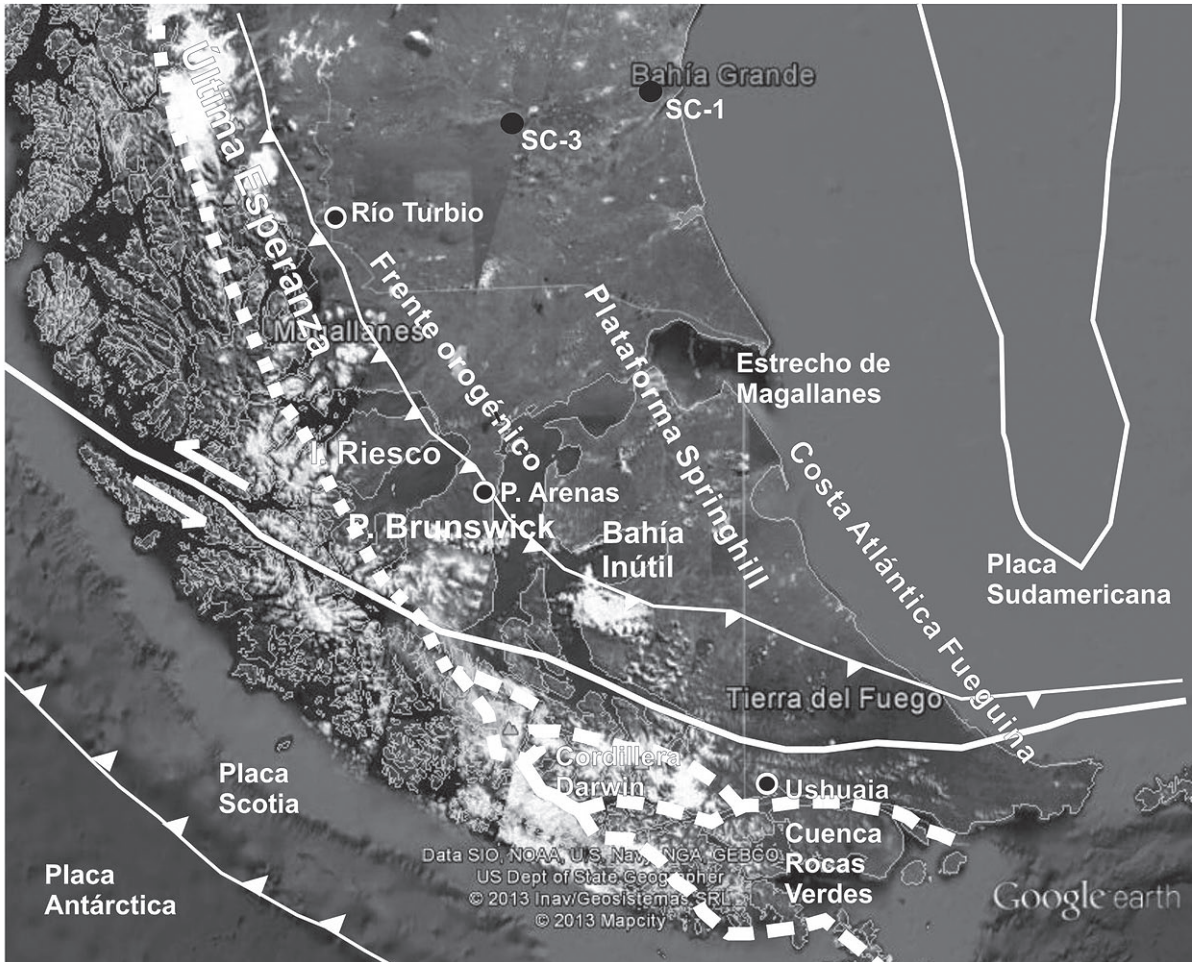 Bahía Grande
SC-1
SC-3
Última Esperanza
Río Turbio
Frente orogénico
Magallanes
Plataforma Springhill
Estrecho de
Magallanes
I. Riesco
P. Arenas
P. Brunswick
Bahía
Inútil
Costa Atlántica Fueguina
Placa
Sudamericana
Tierra del Fuego
Cordillera
Darwin
Ushuaia
Placa
Scotia
Cuenca
Rocas
Verdes
Placa
Antárctica
Data SIO, NOAA, U.S. Navy, NGA, GEBCO
US Dept of State Geographer
© 2013 Inav/Geosistemas SRL
© 2013 Mapcity
Google earth